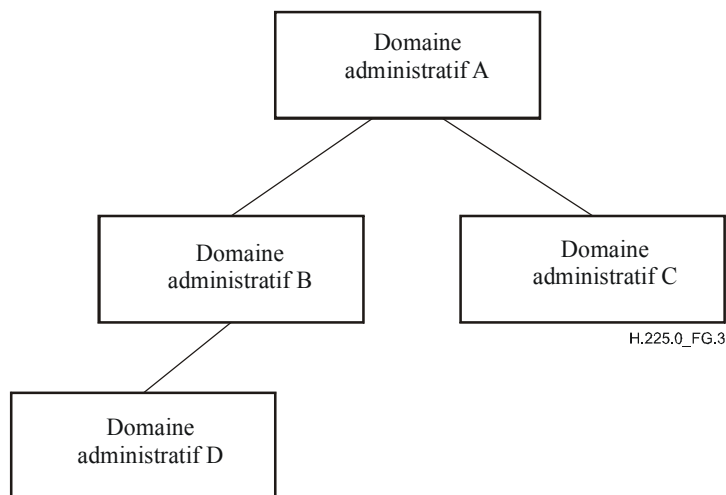 Domaine
administratif A
Domaine
administratif B
Domaine
administratif C
H.225.0_FG.3
Domaine
administratif D